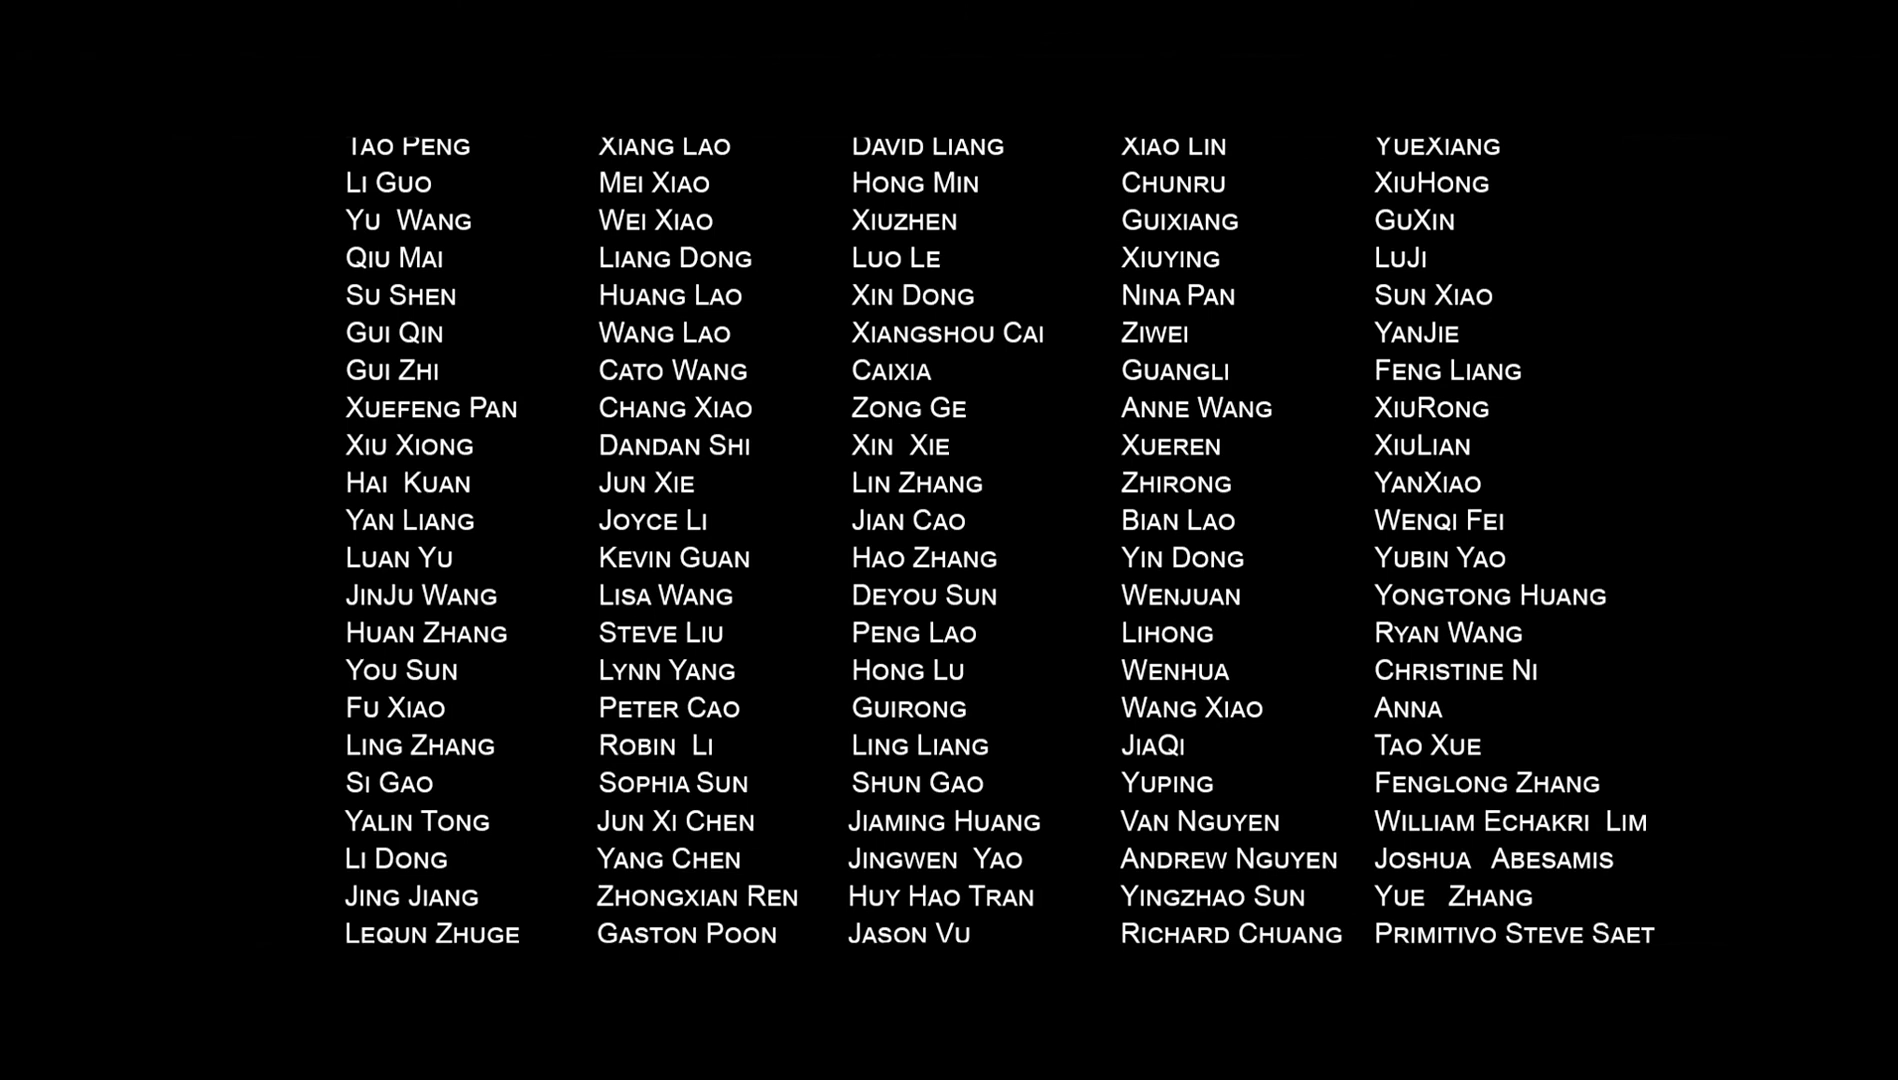 Tao Peng Xiang Lao David Liang Xiao Lin YueXiang
Li Guo Mei Xiao Hong Min Chunru XiuHong
Yu Wang Wei Xiao Xiuzhen Guixiang GuXin
Qiu Mai Liang Dong Luo Le Xiuying LuJi
Su Shen Huang Lao Xin Dong Nina Pan Sun Xiao
Gui Qin Wang Lao Xiangshou Cai Ziwei YanJie
Gui Zhi Cato Wang Caixia Guangli Feng Liang
Xuefeng Pan Chang Xiao Zong Ge Anne Wang XiuRong
Xiu Xiong Dandan Shi Xin Xie Xueren XiuLian
Hai Kuan Jun Xie Lin Zhang Zhirong YanXiao
Yan Liang Joyce Li Jian Cao Bian Lao Wenqi Fei
Luan Yu Kevin Guan Hao Zhang Yin Dong Yubin Yao
JinJu Wang Lisa Wang Deyou Sun Wenjuan Yongtong Huang
Huan Zhang Steve Liu Peng Lao Lihong Ryan Wang
You Sun Lynn Yang Hong Lu Wenhua Christine Ni
Fu Xiao Peter Cao Guirong Wang Xiao Anna
Ling Zhang Robin Li Ling Liang JiaQi Tao Xue
Si Gao Sophia Sun Shun Gao Yuping Fenglong Zhang
Yalin Tong Jun Xi Chen Jiaming Huang Van Nguyen William Echakri Lim
Li Dong Yang Chen Jingwen Yao Andrew Nguyen Joshua Abesamis
Jing Jiang Zhongxian Ren Huy Hao Tran Yingzhao Sun Yue Zhang
Lequn Zhuge Gaston Poon Jason Vu Richard Chuang Primitivo Steve Saet